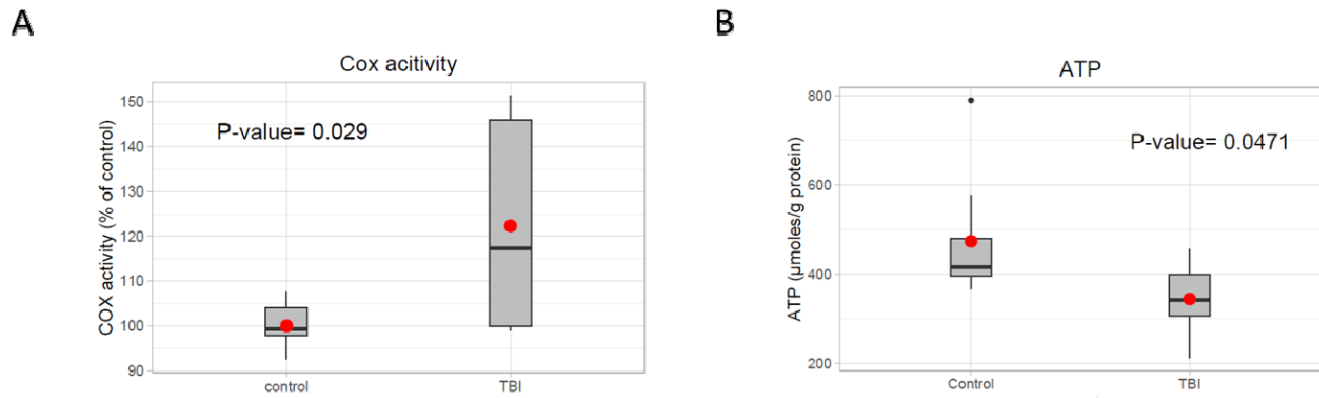 A
Cox acitivity
P-value= 0.029
COX activity (% of control)
150
140
130
120
110
100
90
control
TBI
B
ATP
P-value= 0.0471
ATP (µmoles/g protein)
800
600
400
200
Control
TBI